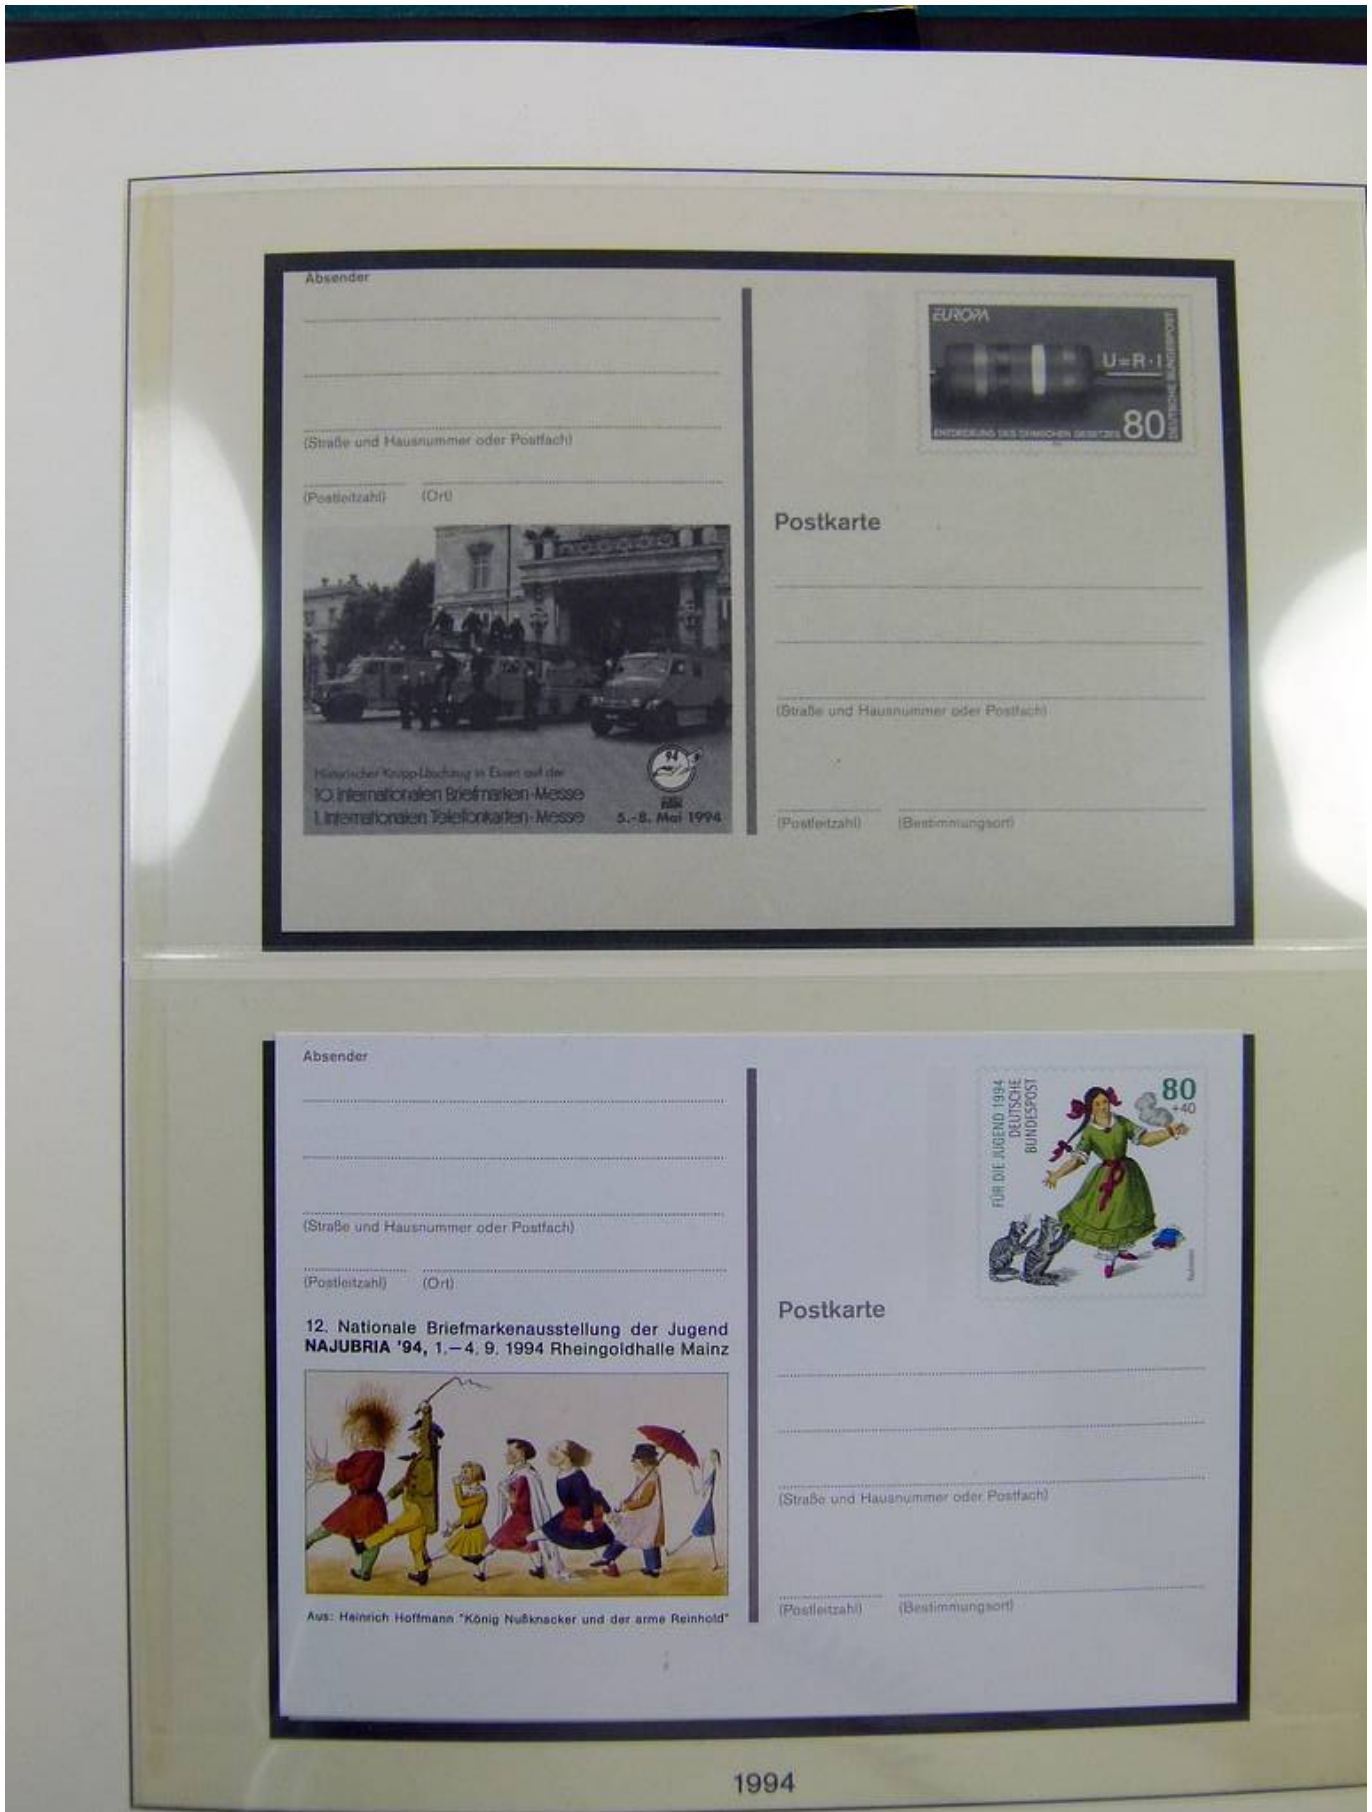 Absender
(Straße und Hausnummer oder Postfach)
(Postleitzahl) (Ort)
Historischer Krupp-Löschzug in Essen auf der
10. Internationalen Briefmarken-Messe
1. Internationalen Telefonkarten-Messe
94
5.-8. Mai 1994
EUROPA
U=R·I
80
DEUTSCHE BUNDESPOST
ENTDECKUNG DES OHMSCHEN GESETZES
Postkarte
(Straße und Hausnummer oder Postfach)
(Postleitzahl) (Bestimmungsort)
Absender
(Straße und Hausnummer oder Postfach)
(Postleitzahl) (Ort)
12. Nationale Briefmarkenausstellung der Jugend
NAJUBRIA '94, 1.–4. 9. 1994 Rheingoldhalle Mainz
Aus: Heinrich Hoffmann "König Nußknacker und der arme Reinhold"
FÜR DIE JUGEND 1994
DEUTSCHE
BUNDESPOST
80
+40
Postkarte
(Straße und Hausnummer oder Postfach)
(Postleitzahl) (Bestimmungsort)
1994